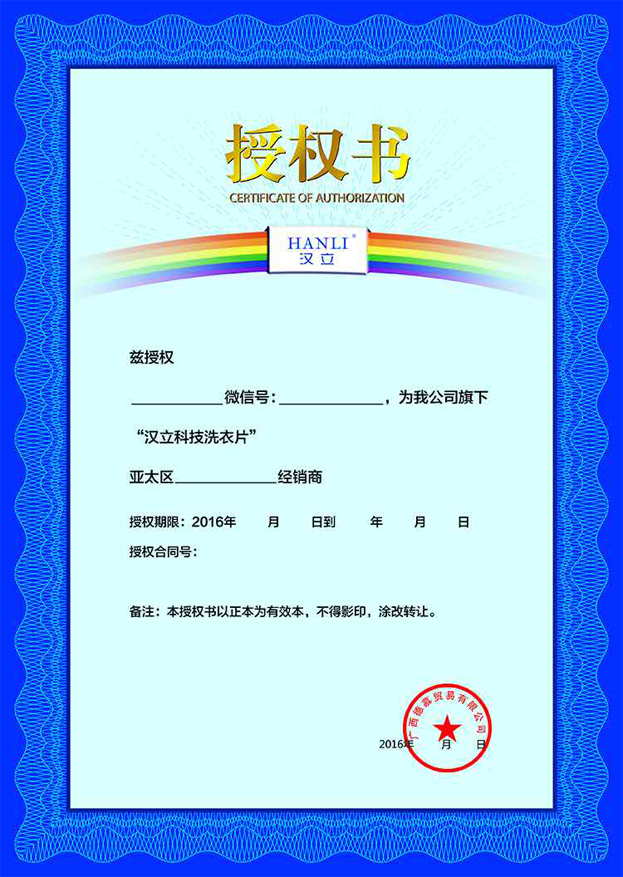 授权书
CERTIFICATE OF AUTHORIZATION
HANLI®
汉立
兹授权
__________微信号：____________，为我公司旗下
“汉立科技洗衣片”
亚太区____________经销商
授权期限：2016年 月 日到 年 月 日
授权合同号：
备注：本授权书以正本为有效本，不得影印，涂改转让。
广西德嘉贸易有限公司
2016年 月 日